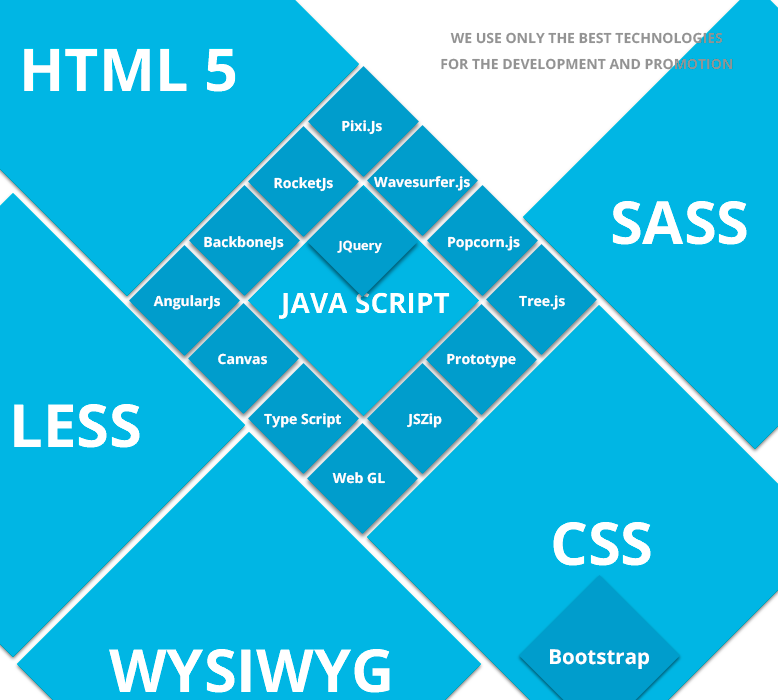 WE USE ONLY THE BEST TECHNOLOGIES
FOR THE DEVELOPMENT AND PROMOTION
HTML 5
Pixi.Js
RocketJs
Wavesurfer.js
BackboneJs
JQuery
Popcorn.js
SASS
AngularJs
JAVA SCRIPT
Tree.js
Canvas
Prototype
Type Script
JSZip
LESS
Web GL
CSS
WYSIWYG
Bootstrap